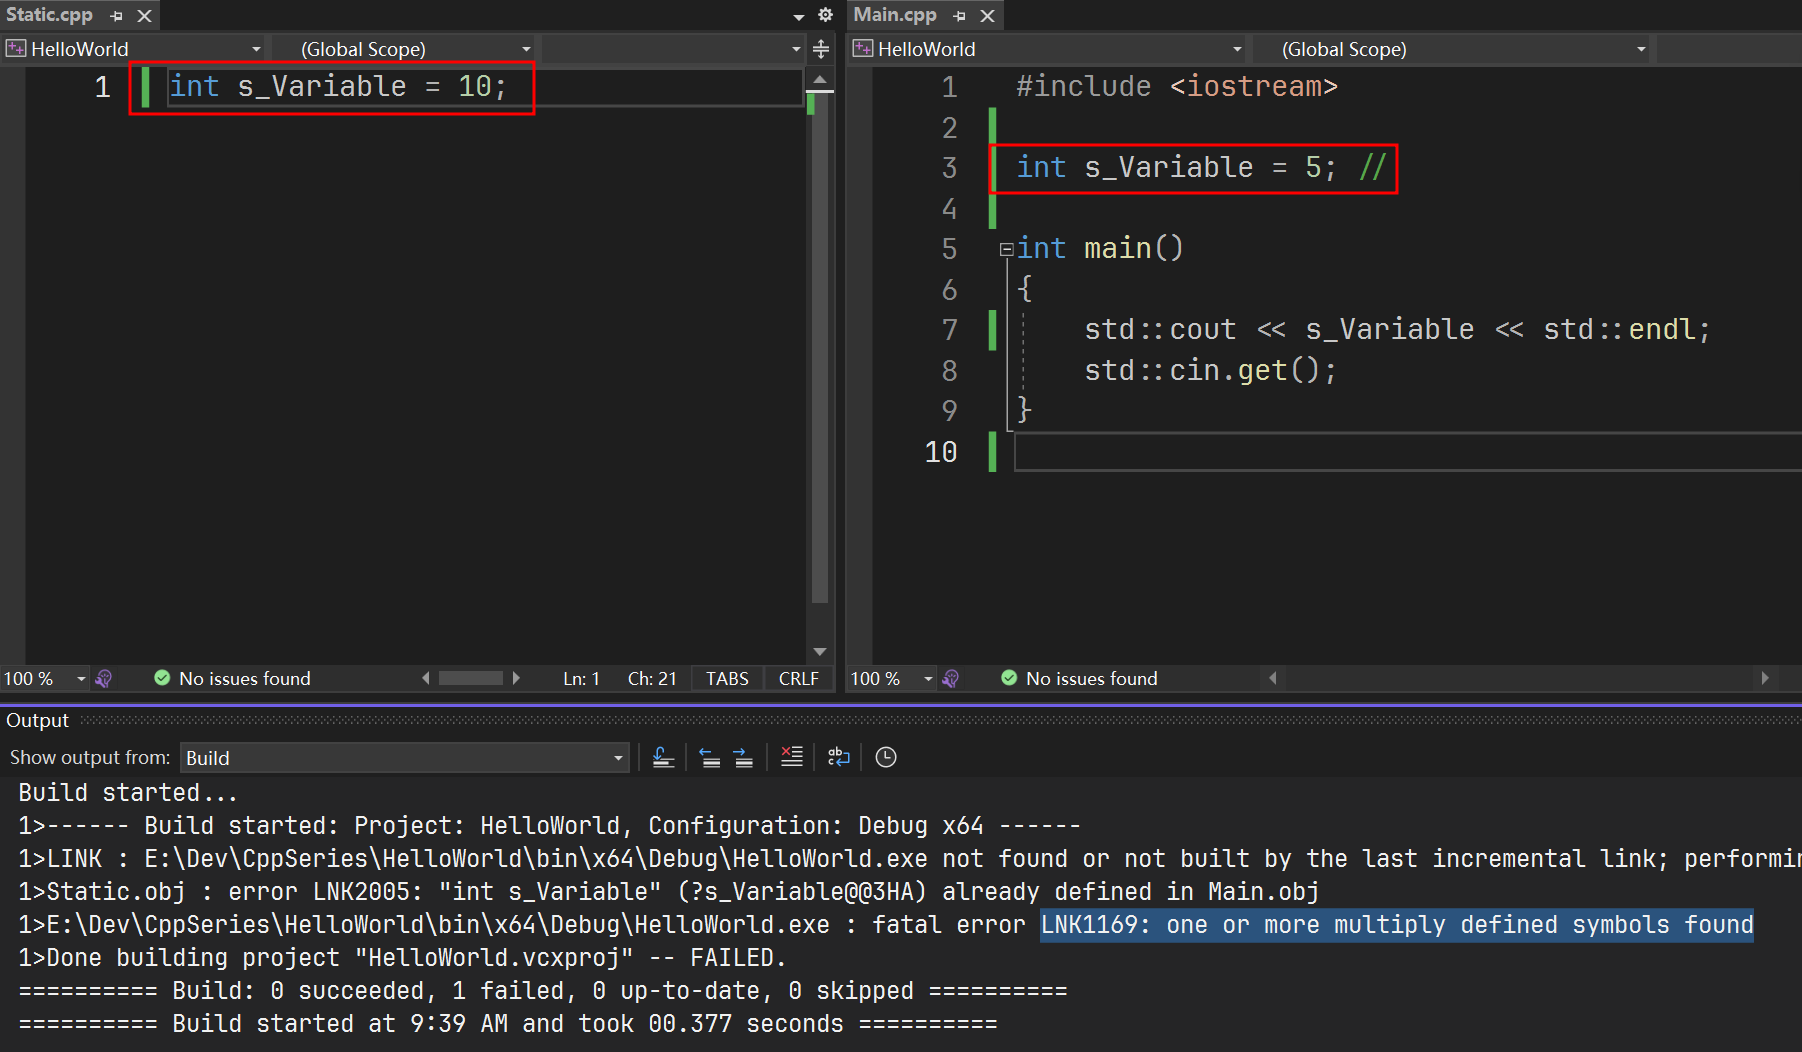 Static.cpp
HelloWorld (Global Scope)
1 int s_Variable = 10;
100 % No issues found Ln: 1 Ch: 21 TABS CRLF
Main.cpp
HelloWorld (Global Scope)
1 #include <iostream>
2
3 int s_Variable = 5; //
4
5 int main()
6 {
7 std::cout << s_Variable << std::endl;
8 std::cin.get();
9 }
10
100 % No issues found
Output
Show output from: Build
Build started...
1>------ Build started: Project: HelloWorld, Configuration: Debug x64 ------
1>LINK : E:\Dev\CppSeries\HelloWorld\bin\x64\Debug\HelloWorld.exe not found or not built by the last incremental link; performin
1>Static.obj : error LNK2005: "int s_Variable" (?s_Variable@@3HA) already defined in Main.obj
1>E:\Dev\CppSeries\HelloWorld\bin\x64\Debug\HelloWorld.exe : fatal error LNK1169: one or more multiply defined symbols found
1>Done building project "HelloWorld.vcxproj" -- FAILED.
========== Build: 0 succeeded, 1 failed, 0 up-to-date, 0 skipped ==========
========== Build started at 9:39 AM and took 00.377 seconds ==========